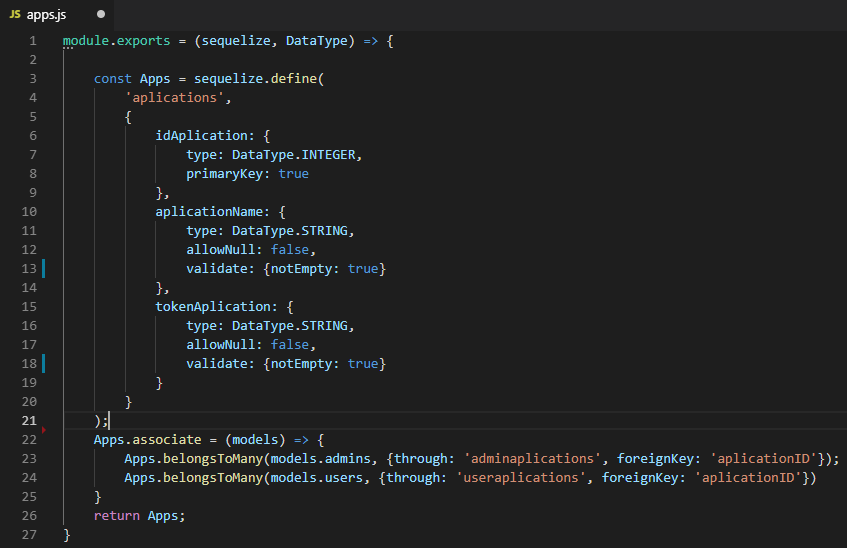 JS apps.js
1 module.exports = (sequelize, DataType) => {
2
3 const Apps = sequelize.define(
4 'aplications',
5 {
6 idAplication: {
7 type: DataType.INTEGER,
8 primaryKey: true
9 },
10 aplicationName: {
11 type: DataType.STRING,
12 allowNull: false,
13 validate: {notEmpty: true}
14 },
15 tokenAplication: {
16 type: DataType.STRING,
17 allowNull: false,
18 validate: {notEmpty: true}
19 }
20 }
21 );
22 Apps.associate = (models) => {
23 Apps.belongsToMany(models.admins, {through: 'adminaplications', foreignKey: 'aplicationID'});
24 Apps.belongsToMany(models.users, {through: 'useraplications', foreignKey: 'aplicationID'})
25 }
26 return Apps;
27 }